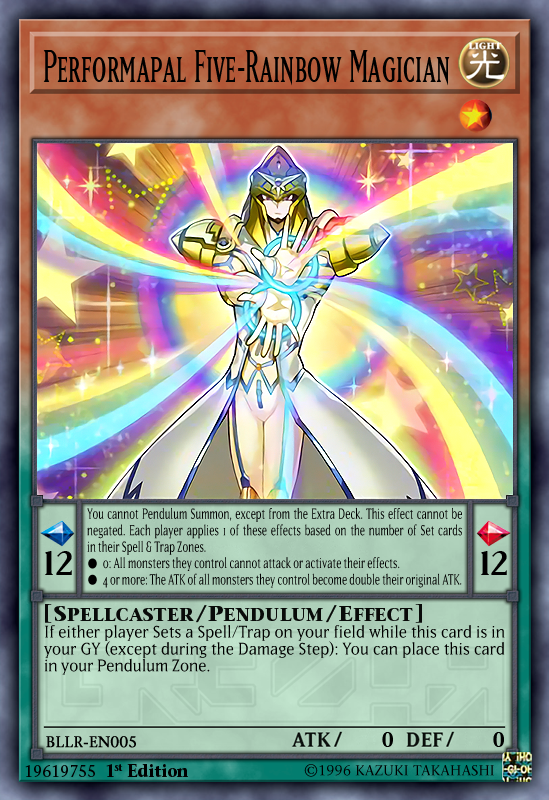 Performapal Five-Rainbow Magician
LIGHT
光
You cannot Pendulum Summon, except from the Extra Deck. This effect cannot be
negated. Each player applies 1 of these effects based on the number of Set cards
in their Spell & Trap Zones.
● 0: All monsters they control cannot attack or activate their effects.
● 4 or more: The ATK of all monsters they control become double their original ATK.
12
12
[Spellcaster/Pendulum/Effect]
If either player Sets a Spell/Trap on your field while this card is in
your GY (except during the Damage Step): You can place this card
in your Pendulum Zone.
BLLR-EN005
ATK/ 0 DEF/ 0
19619755 1st Edition
©1996 KAZUKI TAKAHASHI